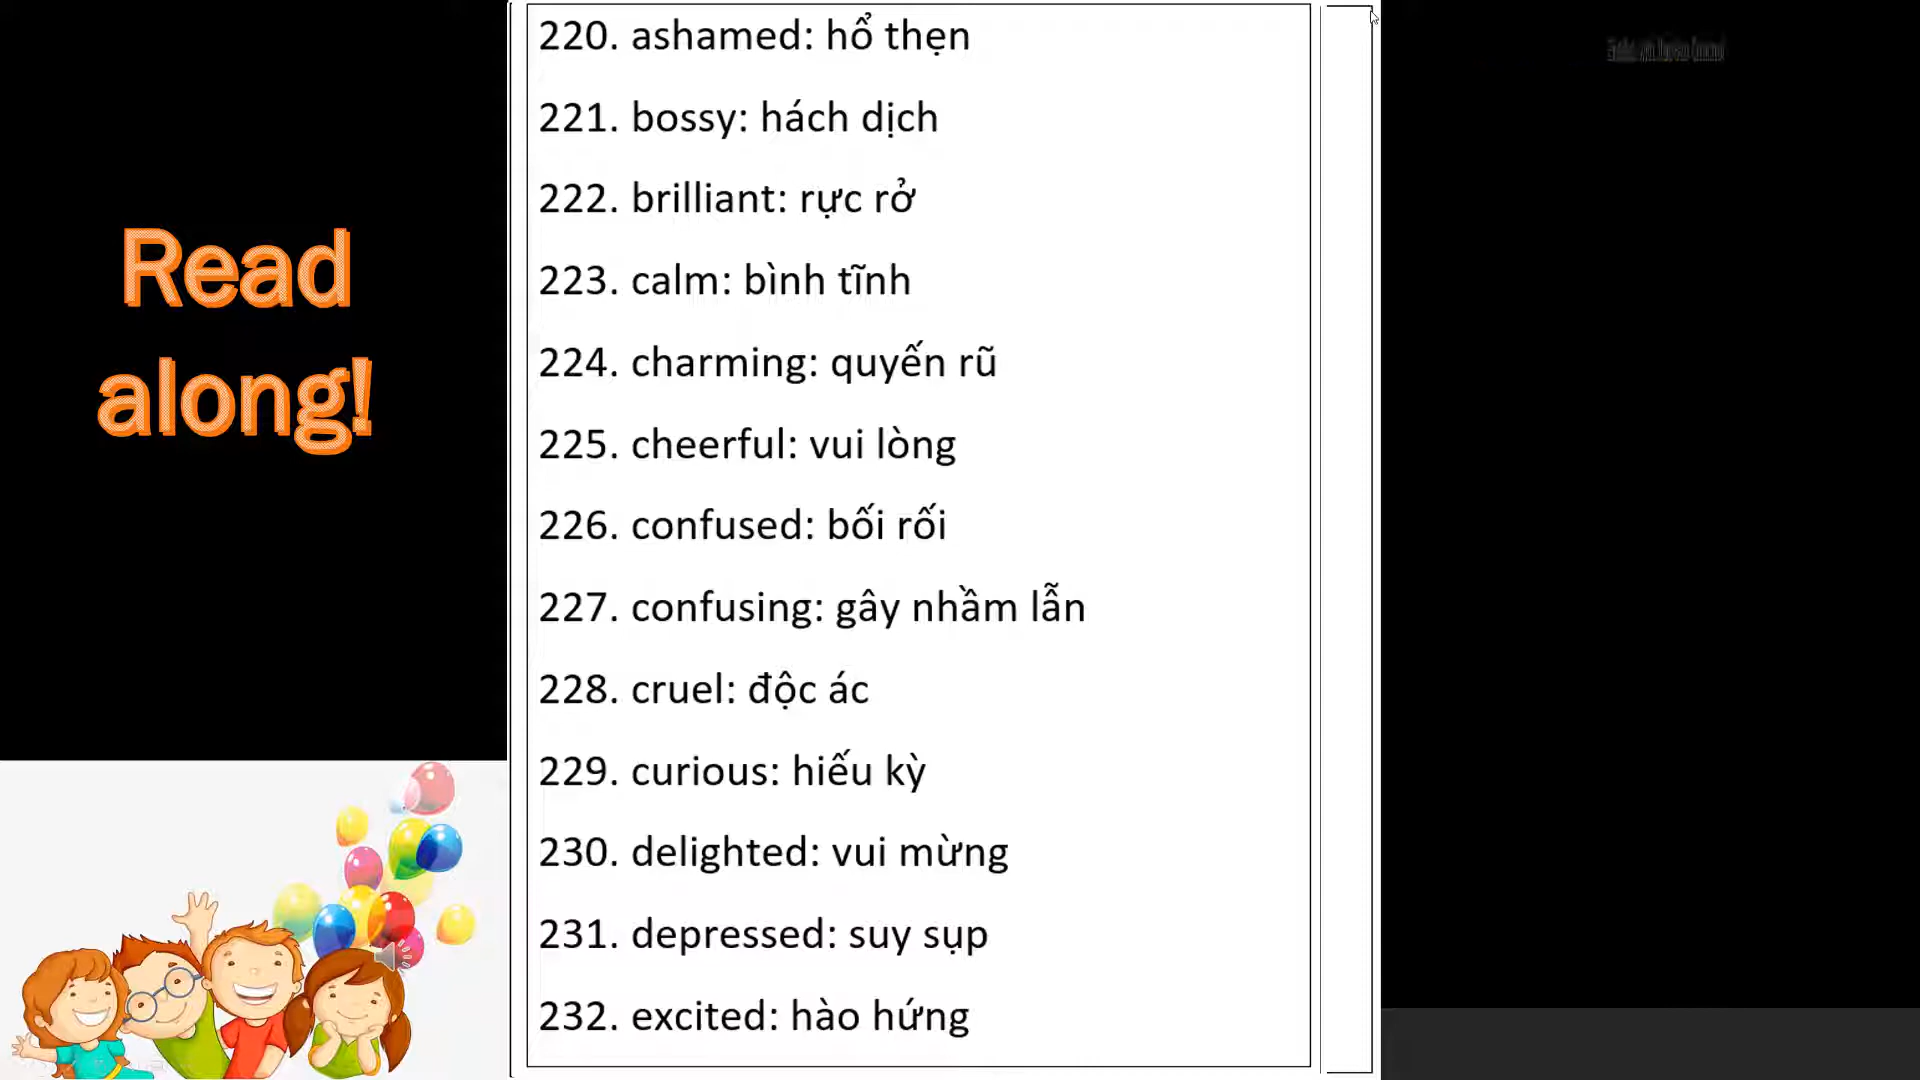 Read
along!
220. ashamed: hổ thẹn
221. bossy: hách dịch
222. brilliant: rực rở
223. calm: bình tĩnh
224. charming: quyến rũ
225. cheerful: vui lòng
226. confused: bối rối
227. confusing: gây nhầm lẫn
228. cruel: độc ác
229. curious: hiếu kỳ
230. delighted: vui mừng
231. depressed: suy sụp
232. excited: hào hứng